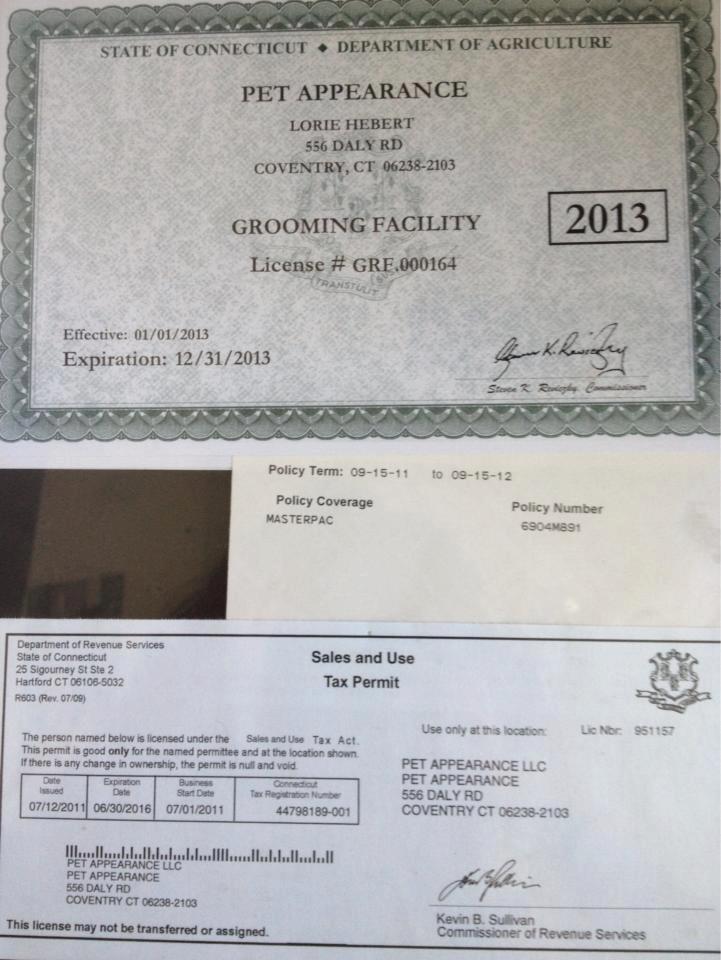 STATE OF CONNECTICUT ◆ DEPARTMENT OF AGRICULTURE
PET APPEARANCE
LORIE HEBERT
556 DALY RD
COVENTRY, CT 06238-2103
GROOMING FACILITY
2013
License # GRF.000164
TRANSTULIT
Effective: 01/01/2013
Expiration: 12/31/2013
Steven K. Reviczky, Commissioner
Policy Term: 09-15-11 to 09-15-12
Policy Coverage
Policy Number
MASTERPAC
6904M891
Department of Revenue Services
State of Connecticut
25 Sigourney St Ste 2
Hartford CT 06106-5032
R603 (Rev. 07/09)
Sales and Use
Tax Permit
The person named below is licensed under the Sales and Use Tax Act.
This permit is good only for the named permittee and at the location shown.
If there is any change in ownership, the permit is null and void.
Use only at this location: Lic Nbr: 951157
PET APPEARANCE LLC
PET APPEARANCE
556 DALY RD
COVENTRY CT 06238-2103
Date Issued Expiration Date Business Start Date Connecticut Tax Registration Number
07/12/2011 06/30/2016 07/01/2011 44798189-001
PET APPEARANCE LLC
PET APPEARANCE
556 DALY RD
COVENTRY CT 06238-2103
Kevin B. Sullivan
Commissioner of Revenue Services
This license may not be transferred or assigned.